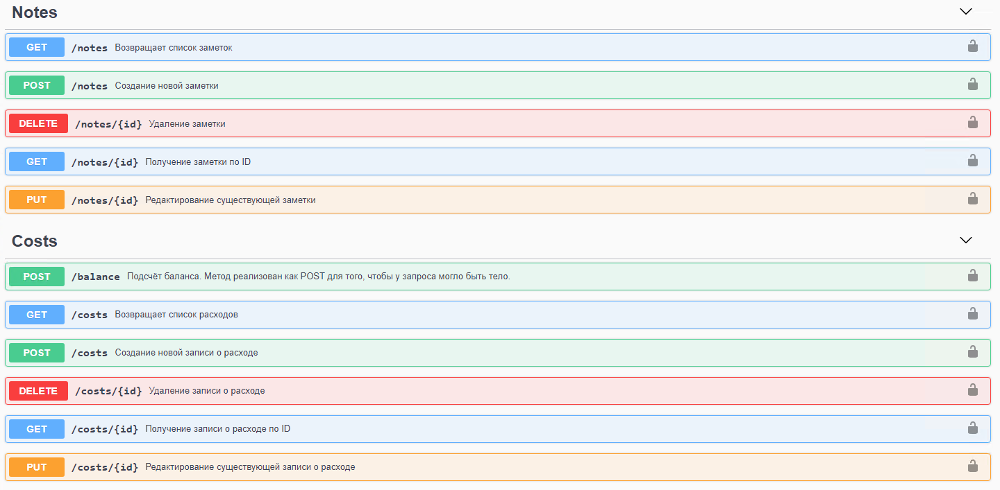 Notes
GET /notes Возвращает список заметок
POST /notes Создание новой заметки
DELETE /notes/{id} Удаление заметки
GET /notes/{id} Получение заметки по ID
PUT /notes/{id} Редактирование существующей заметки
Costs
POST /balance Подсчёт баланса. Метод реализован как POST для того, чтобы у запроса могло быть тело.
GET /costs Возвращает список расходов
POST /costs Создание новой записи о расходе
DELETE /costs/{id} Удаление записи о расходе
GET /costs/{id} Получение записи о расходе по ID
PUT /costs/{id} Редактирование существующей записи о расходе